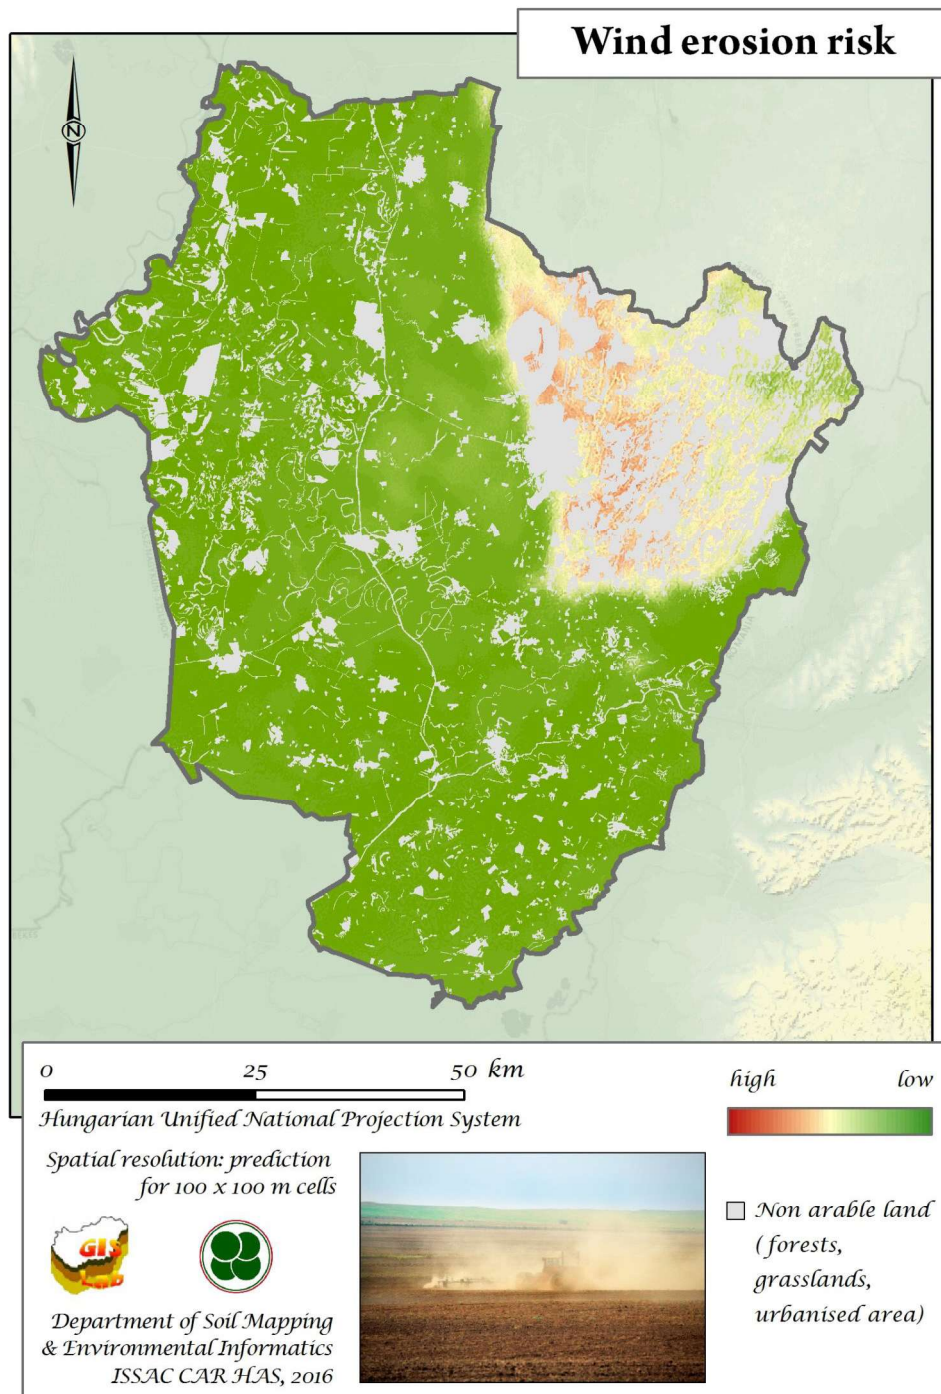 Wind erosion risk
N
0 25 50 km
Hungarian Unified National Projection System
Spatial resolution: prediction
for 100 x 100 m cells
GIS
Lab
Department of Soil Mapping
& Environmental Informatics
ISSAC CAR HAS, 2016
high low
Non arable land
(forests,
grasslands,
urbanised area)